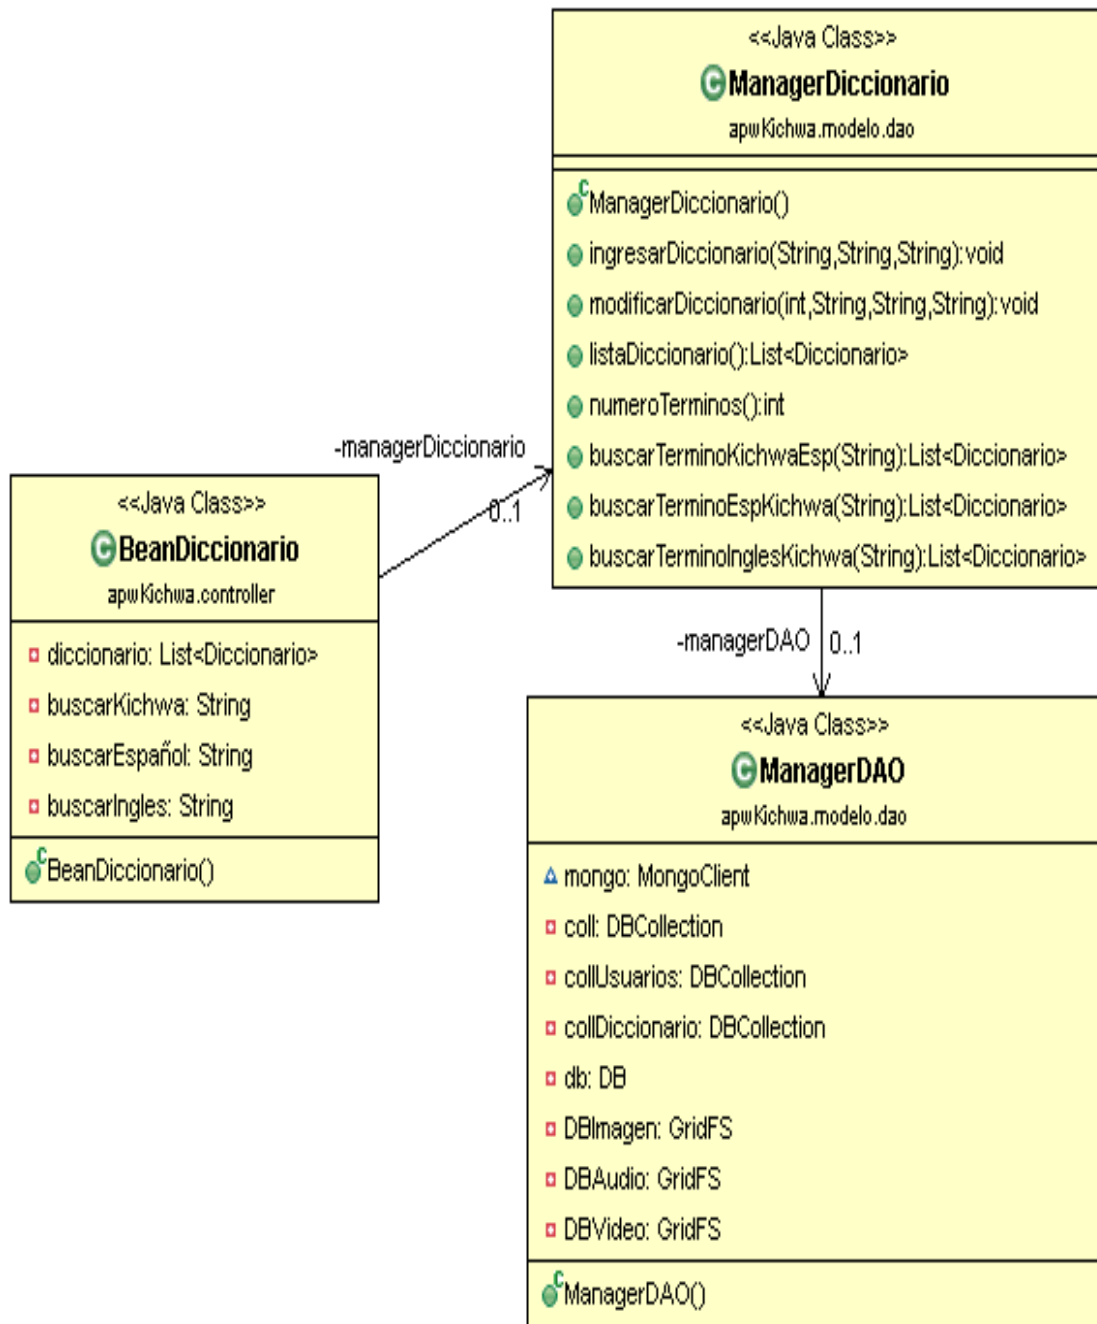 <<Java Class>>
ManagerDiccionario
apwKichwa.modelo.dao
ManagerDiccionario()
ingresarDiccionario(String,String,String):void
modificarDiccionario(int,String,String,String):void
listaDiccionario():List<Diccionario>
numeroTerminos():int
buscarTerminoKichwaEsp(String):List<Diccionario>
buscarTerminoEspKichwa(String):List<Diccionario>
buscarTerminoInglesKichwa(String):List<Diccionario>
-managerDiccionario
0..1
<<Java Class>>
BeanDiccionario
apwKichwa.controller
diccionario: List<Diccionario>
buscarKichwa: String
buscarEspañol: String
buscarIngles: String
BeanDiccionario()
-managerDAO
0..1
<<Java Class>>
ManagerDAO
apwKichwa.modelo.dao
mongo: MongoClient
coll: DBCollection
collUsuarios: DBCollection
collDiccionario: DBCollection
db: DB
DBImagen: GridFS
DBAudio: GridFS
DBVideo: GridFS
ManagerDAO()